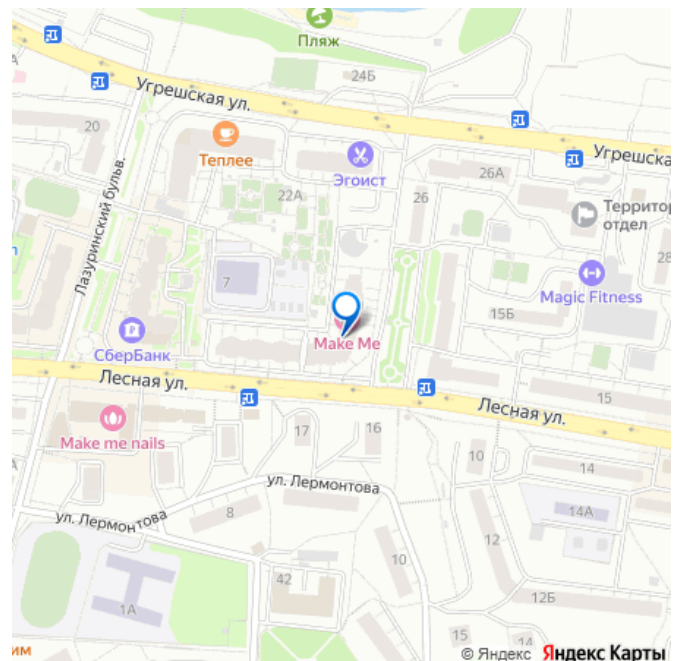 Пляж
24Б
Угрешская ул.
20
Теплее
Эгоист
Угрешска
26А
22А
26
Территор
отдел
Лазуринский бульв.
28
7
Magic Fitness
15Б
Make Me
СберБанк
Лесная ул.
15
Лесная ул.
Make me nails
17
16
10
14
ул. Лермонтова
8
ул. Лермонтова
14А
12
10
42
1А
12Б
15
14
им
© Яндекс Яндекс Карты